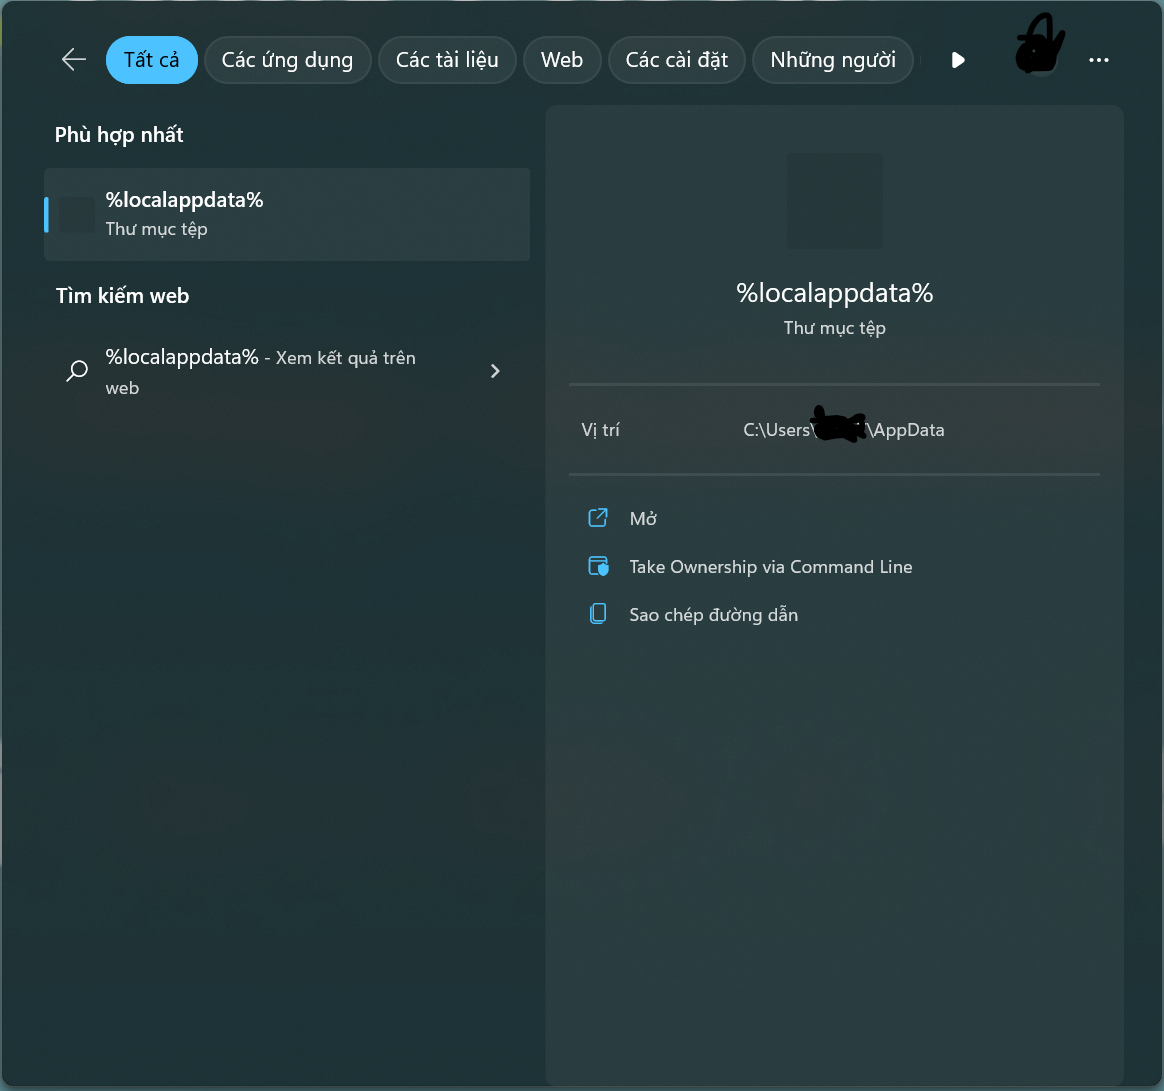 Tất cả
Các ứng dụng
Các tài liệu
Web
Các cài đặt
Những người
Phù hợp nhất
%localappdata%
Thư mục tệp
Tìm kiếm web
%localappdata% - Xem kết quả trên
web
%localappdata%
Thư mục tệp
Vị trí
C:\Users\
\AppData
Mở
Take Ownership via Command Line
Sao chép đường dẫn